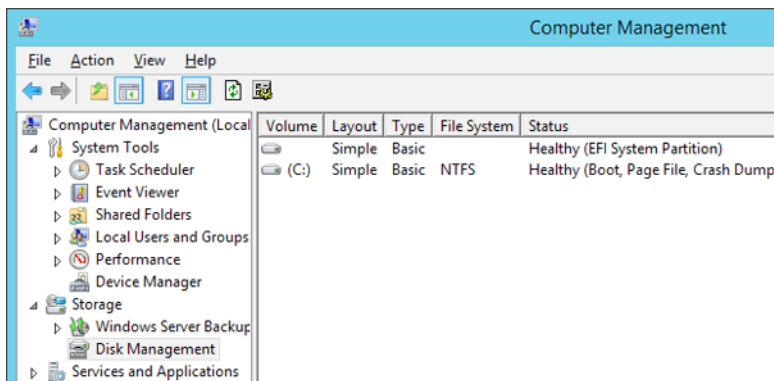 Computer Management
File Action View Help
Computer Management (Local
System Tools
Task Scheduler
Event Viewer
Shared Folders
Local Users and Groups
Performance
Device Manager
Storage
Windows Server Backup
Disk Management
Services and Applications
Volume Layout Type File System Status
Simple Basic Healthy (EFI System Partition)
(C:) Simple Basic NTFS Healthy (Boot, Page File, Crash Dump